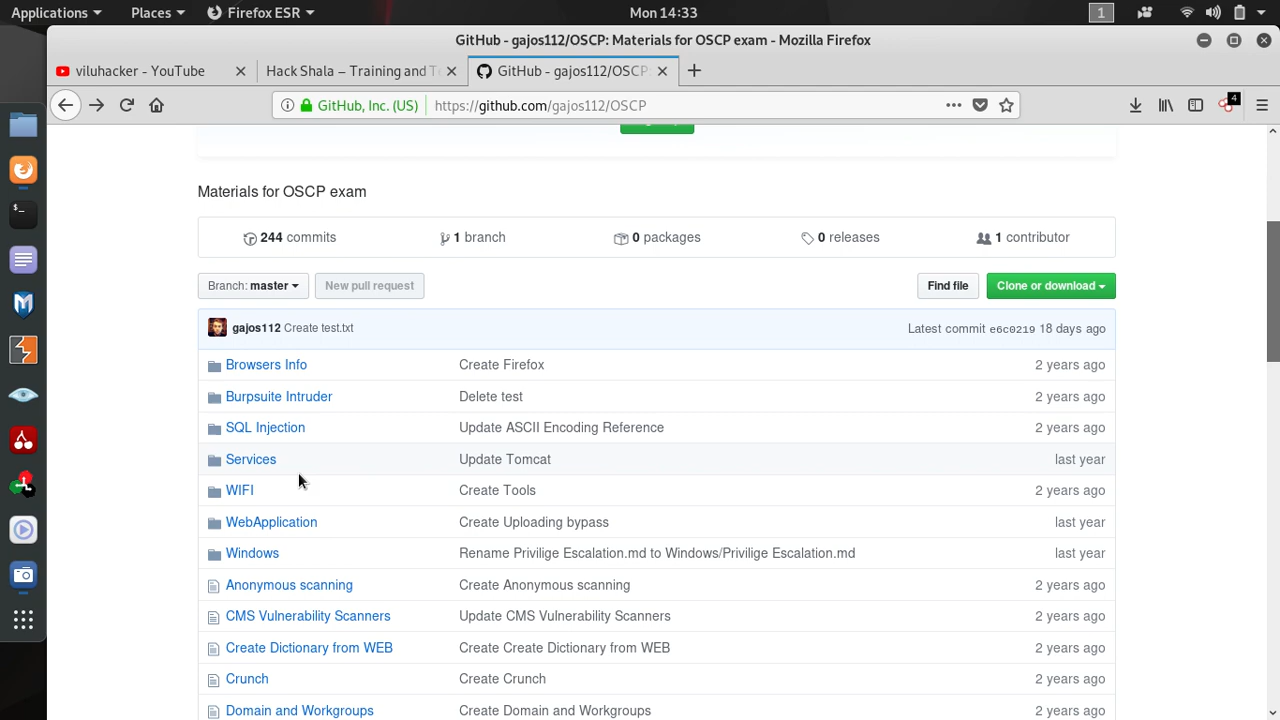 Applications Places Firefox ESR Mon 14:33 1
GitHub - gajos112/OSCP: Materials for OSCP exam - Mozilla Firefox
viluhacker - YouTube Hack Shala – Training and Te GitHub - gajos112/OSCP:
GitHub, Inc. (US) https://github.com/gajos112/OSCP 4
Materials for OSCP exam
244 commits 1 branch 0 packages 0 releases 1 contributor
Branch: master New pull request Find file Clone or download
gajos112 Create test.txt Latest commit e6c0219 18 days ago
Browsers Info Create Firefox 2 years ago
Burpsuite Intruder Delete test 2 years ago
SQL Injection Update ASCII Encoding Reference 2 years ago
Services Update Tomcat last year
WIFI Create Tools 2 years ago
WebApplication Create Uploading bypass last year
Windows Rename Privilige Escalation.md to Windows/Privilige Escalation.md last year
Anonymous scanning Create Anonymous scanning 2 years ago
CMS Vulnerability Scanners Update CMS Vulnerability Scanners 2 years ago
Create Dictionary from WEB Create Create Dictionary from WEB 2 years ago
Crunch Create Crunch 2 years ago
Domain and Workgroups Create Domain and Workgroups 2 years ago